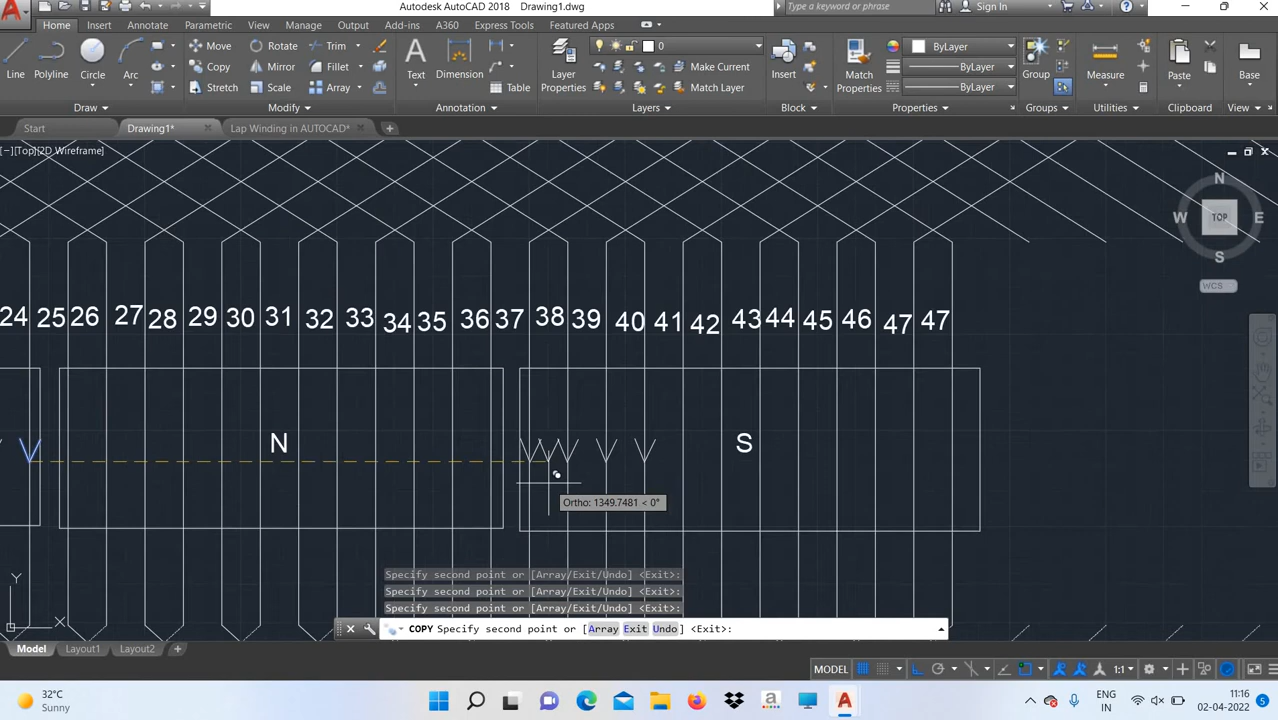 Autodesk AutoCAD 2018 Drawing1.dwg
Type a keyword or phrase
Sign In
Home Insert Annotate Parametric View Manage Output Add-ins A360 Express Tools Featured Apps
Move Rotate Trim
ByLayer
0
Copy Mirror Fillet
Make Current
ByLayer
Stretch Scale Array
Table
Match Layer
ByLayer
Line Polyline Circle Arc
Text Dimension
Layer Properties
Insert
Match Properties
Group
Measure
Paste
Base
Draw Modify Annotation Layers Block Properties Groups Utilities Clipboard View
Start Drawing1* Lap Winding in AUTOCAD*
[−][Top][2D Wireframe]
N
W TOP E
S
WCS
24 25 26 27 28 29 30 31 32 33 34 35 36 37 38 39 40 41 42 43 44 45 46 47 47
N S
Ortho: 1349.7481 < 0°
Y
X
Specify second point or [Array/Exit/Undo] <Exit>:
Specify second point or [Array/Exit/Undo] <Exit>:
Specify second point or [Array/Exit/Undo] <Exit>:
COPY Specify second point or [Array Exit Undo] <Exit>:
Model Layout1 Layout2
MODEL 1:1
32°C
Sunny
ENG
IN
11:16
02-04-2022
5